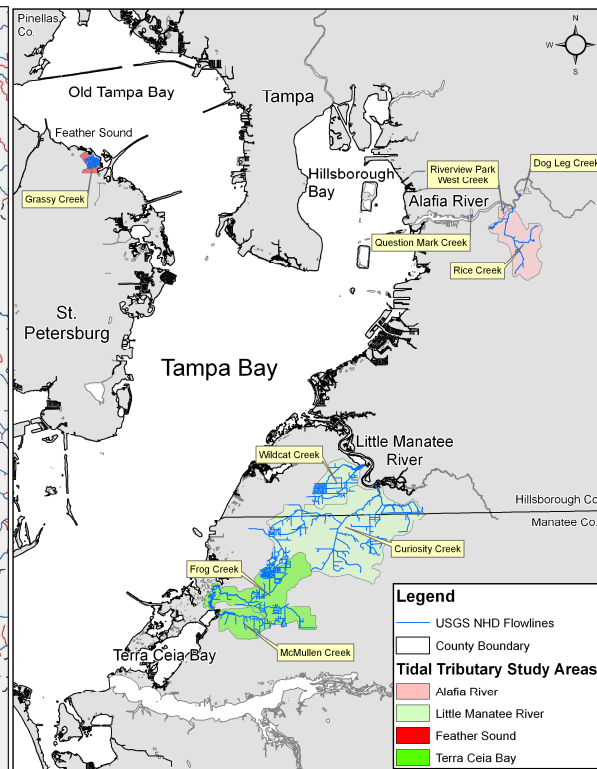 Pinellas
Co.
N
W
E
S
Old Tampa Bay
Tampa
Feather Sound
Grassy Creek
Hillsborough
Bay
Riverview Park
West Creek
Dog Leg Creek
Alafia River
Question Mark Creek
Rice Creek
St.
Petersburg
Tampa Bay
Little Manatee
River
Wildcat Creek
Hillsborough Co.
Manatee Co.
Curiosity Creek
Frog Creek
McMullen Creek
Terra Ceia Bay
Legend
USGS NHD Flowlines
County Boundary
Tidal Tributary Study Areas
Alafia River
Little Manatee River
Feather Sound
Terra Ceia Bay